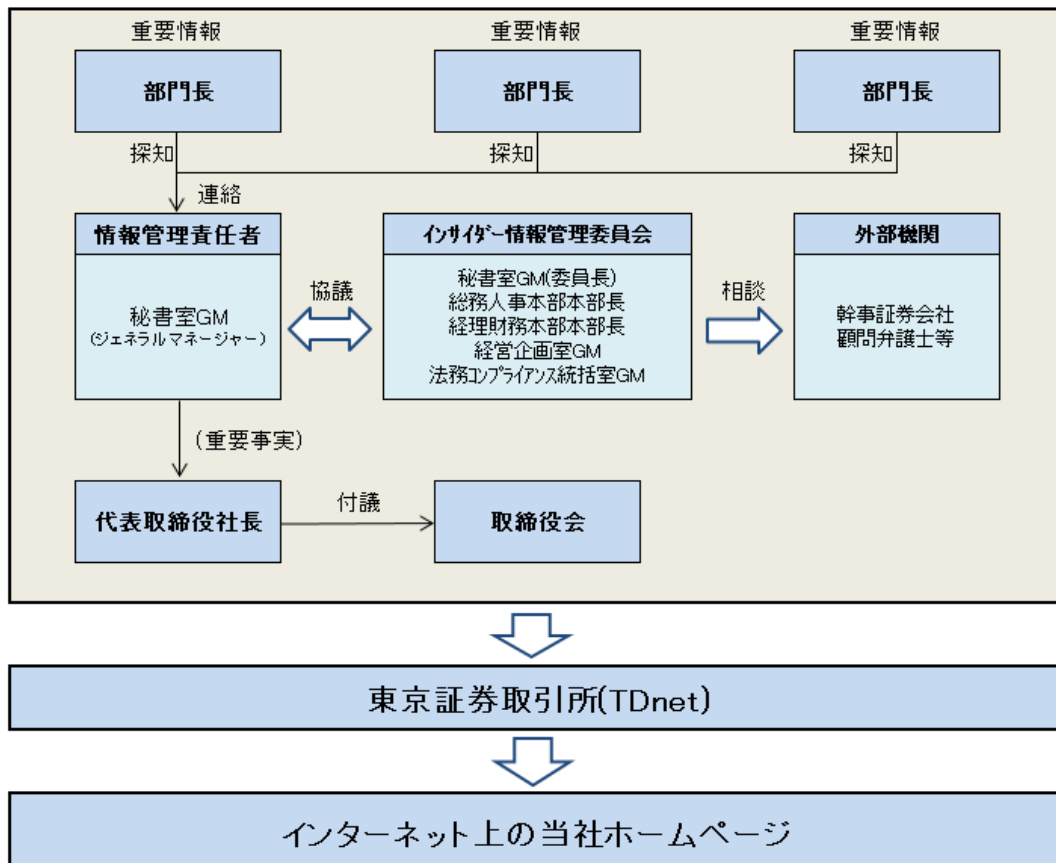 重要情報
重要情報
重要情報
部門長
部門長
部門長
探知
探知
探知
連絡
情報管理責任者
秘書室GM
(ジェネラルマネージャー)
協議
インサイダー情報管理委員会
秘書室GM(委員長)
総務人事本部本部長
経理財務本部本部長
経営企画室GM
法務コンプライアンス統括室GM
相談
外部機関
幹事証券会社
顧問弁護士等
(重要事実)
代表取締役社長
付議
取締役会
東京証券取引所(TDnet)
インターネット上の当社ホームページ